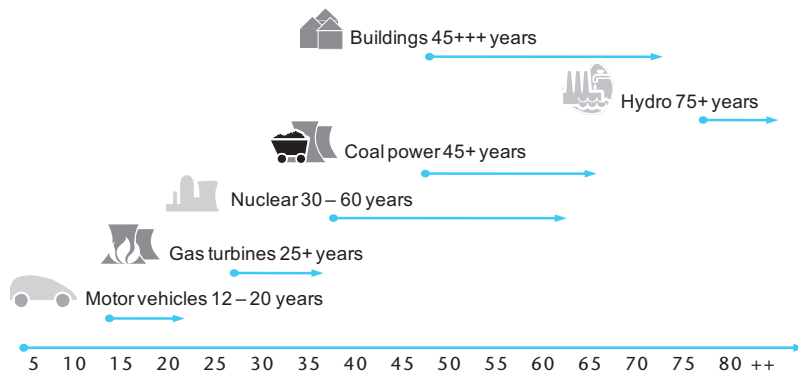 Buildings 45+++ years
Hydro 75+ years
Coal power 45+ years
Nuclear 30 – 60 years
Gas turbines 25+ years
Motor vehicles 12 – 20 years
5 10 15 20 25 30 35 40 45 50 55 60 65 70 75 80 ++